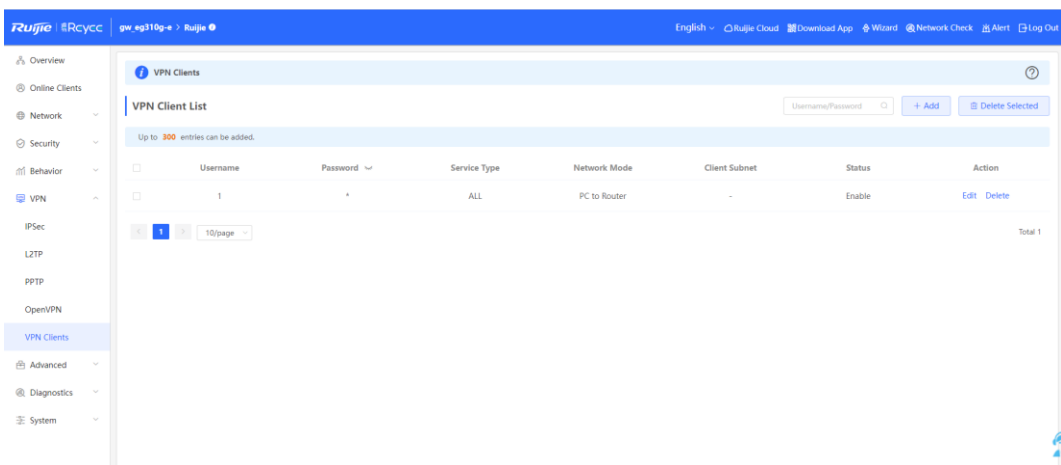 Ruijie | Rcycc gw_eg310g-e > Ruijie English Ruijie Cloud Download App Wizard Network Check Alert Log Out
Overview
Online Clients
Network
Security
Behavior
VPN
IPSec
L2TP
PPTP
OpenVPN
VPN Clients
Advanced
Diagnostics
System
i VPN Clients ?
VPN Client List Username/Password + Add Delete Selected
Up to 300 entries can be added.
Username Password Service Type Network Mode Client Subnet Status Action
1 * ALL PC to Router - Enable Edit Delete
< 1 > 10/page Total 1